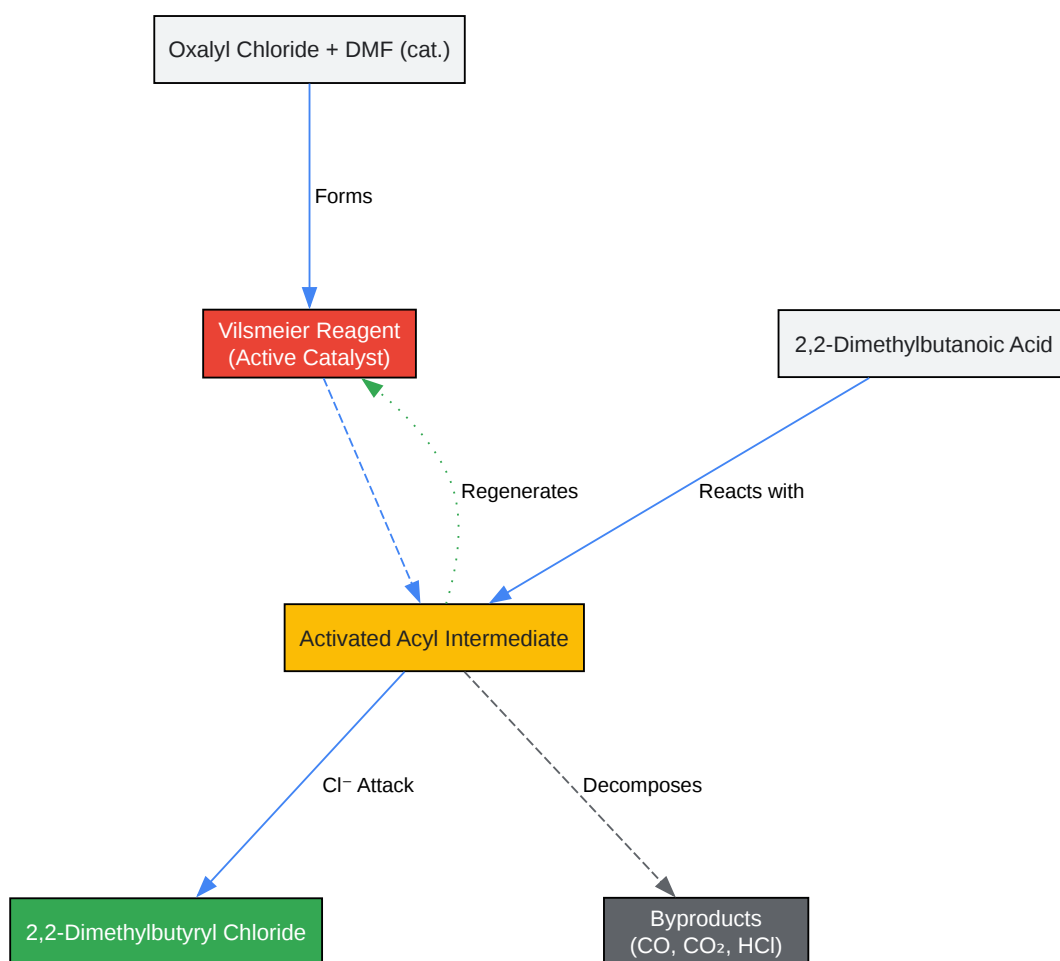 Oxalyl Chloride + DMF (cat.)
Forms
Vilsmeier Reagent
(Active Catalyst)
2,2-Dimethylbutanoic Acid
Regenerates
Reacts with
Activated Acyl Intermediate
Cl⁻ Attack
Decomposes
2,2-Dimethylbutyryl Chloride
Byproducts
(CO, CO₂, HCl)